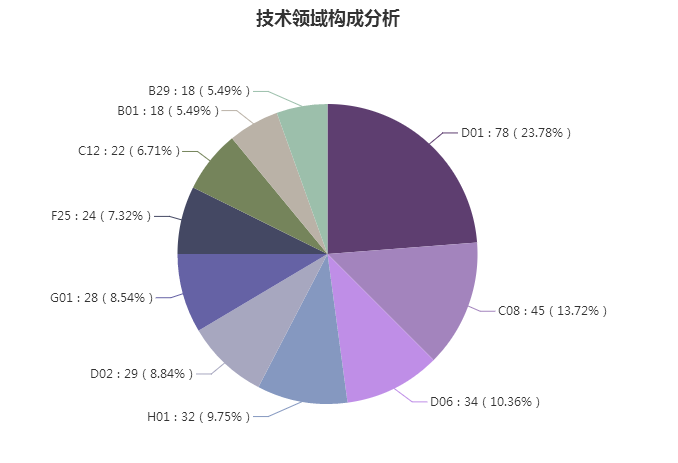 技术领域构成分析
B29 : 18 ( 5.49% )
B01 : 18 ( 5.49% )
D01 : 78 ( 23.78% )
C12 : 22 ( 6.71% )
F25 : 24 ( 7.32% )
G01 : 28 ( 8.54% )
C08 : 45 ( 13.72% )
D02 : 29 ( 8.84% )
D06 : 34 ( 10.36% )
H01 : 32 ( 9.75% )